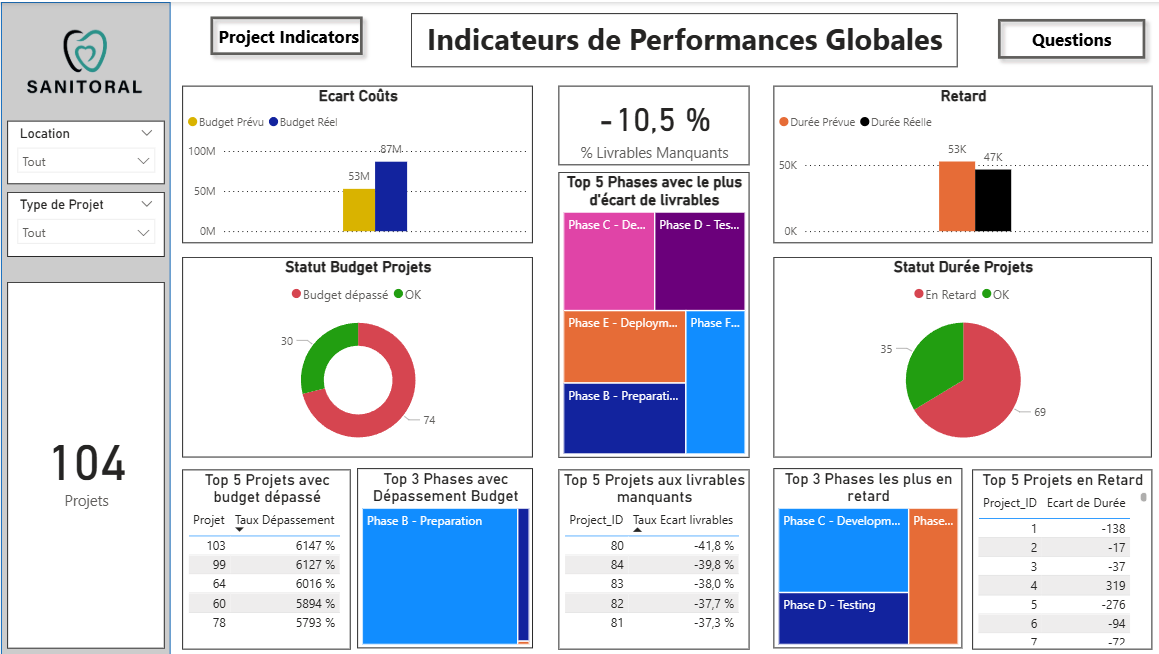 Project Indicators
Indicateurs de Performances Globales
Questions
SANITORAL
Location
Tout
Type de Projet
Tout
104
Projets
Ecart Coûts
Budget Prévu Budget Réel
100M
50M
0M
53M
87M
-10,5 %
% Livrables Manquants
Retard
Durée Prévue Durée Réelle
50K
0K
53K
47K
Statut Budget Projets
Budget dépassé OK
30
74
Top 5 Phases avec le plus
d'écart de livrables
Phase C - De...
Phase D - Tes...
Phase E - Deploym...
Phase F...
Phase B - Preparati...
Statut Durée Projets
En Retard OK
35
69
Top 5 Projets avec
budget dépassé
Projet Taux Dépassement
103 6147 %
99 6127 %
64 6016 %
60 5894 %
78 5793 %
Top 3 Phases avec
Dépassement Budget
Phase B - Preparation
Top 5 Projets aux livrables
manquants
Project_ID Taux Ecart livrables
80 -41,8 %
84 -39,8 %
83 -38,0 %
82 -37,7 %
81 -37,3 %
Top 3 Phases les plus en
retard
Phase C - Developm...
Phase...
Phase D - Testing
Top 5 Projets en Retard
Project_ID Ecart de Durée
1 -138
2 -17
3 -37
4 319
5 -276
6 -94
7 -72